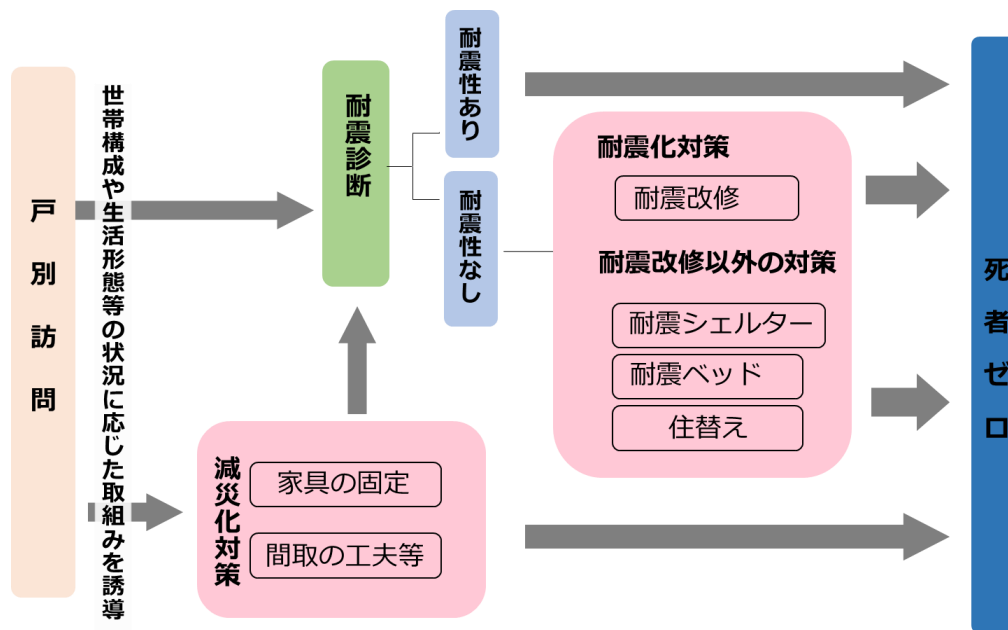 戸別訪問
世帯構成や生活形態等の状況に応じた取組みを誘導
耐震診断
耐震性あり
耐震性なし
耐震化対策
耐震改修
耐震改修以外の対策
耐震シェルター
耐震ベッド
住替え
減災化対策
家具の固定
間取の工夫等
死者ゼロ